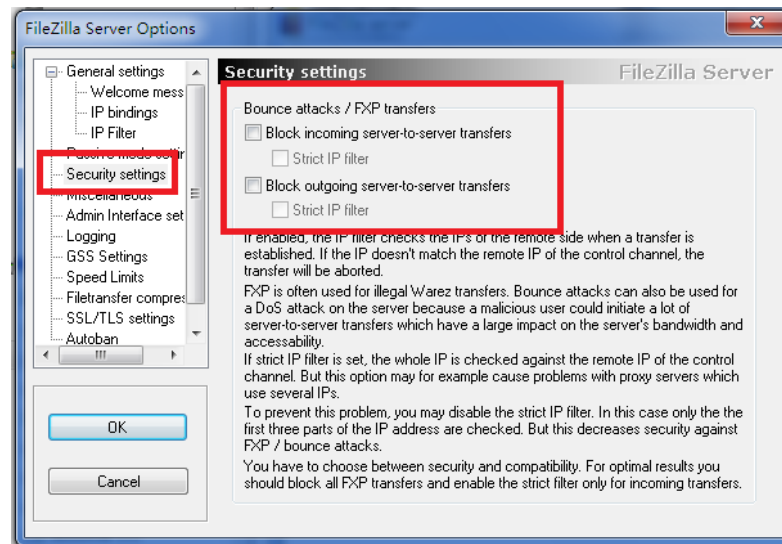 FileZilla Server Options
General settings
Welcome mess
IP bindings
IP Filter
Passive mode settin
Security settings
Miscellaneous
Admin Interface set
Logging
GSS Settings
Speed Limits
Filetransfer compres
SSL/TLS settings
Autoban
OK
Cancel
Security settings
FileZilla Server
Bounce attacks / FXP transfers
Block incoming server-to-server transfers
Strict IP filter
Block outgoing server-to-server transfers
Strict IP filter
If enabled, the IP filter checks the IPs of the remote side when a transfer is
established. If the IP doesn't match the remote IP of the control channel, the
transfer will be aborted.
FXP is often used for illegal Warez transfers. Bounce attacks can also be used for
a DoS attack on the server because a malicious user could initiate a lot of
server-to-server transfers which have a large impact on the server's bandwidth and
accessability.
If strict IP filter is set, the whole IP is checked against the remote IP of the control
channel. But this option may for example cause problems with proxy servers which
use several IPs.
To prevent this problem, you may disable the strict IP filter. In this case only the the
first three parts of the IP address are checked. But this decreases security against
FXP / bounce attacks.
You have to choose between security and compatibility. For optimal results you
should block all FXP transfers and enable the strict filter only for incoming transfers.